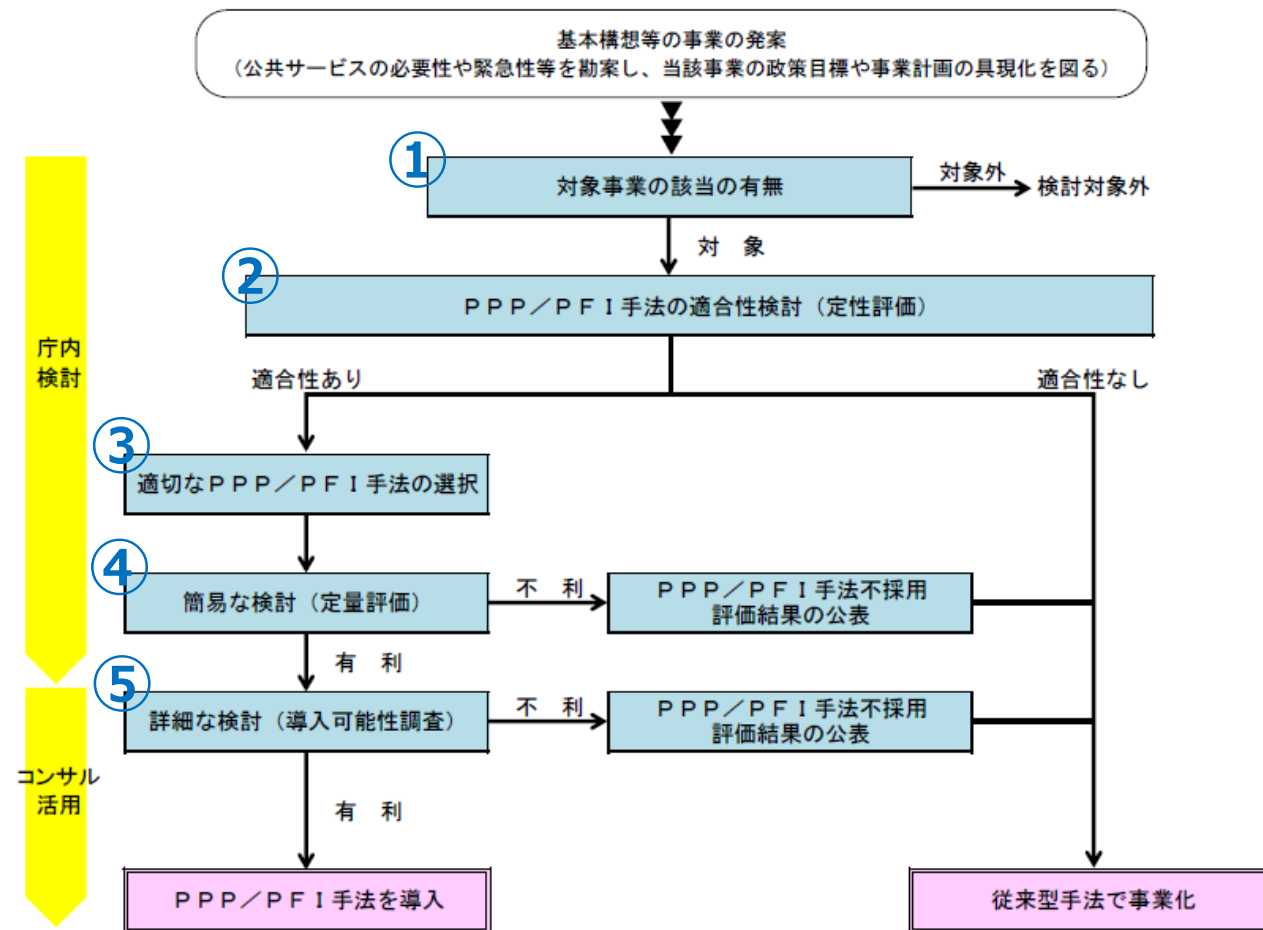 基本構想等の事業の発案
(公共サービスの必要性や緊急性等を勘案し、当該事業の政策目標や事業計画の具現化を図る)
①
対象事業の該当の有無
対象外
検討対象外
対 象
②
PPP/PFI手法の適合性検討(定性評価)
庁内
検討
適合性あり
適合性なし
③
適切なPPP/PFI手法の選択
④
簡易な検討(定量評価)
不 利
PPP/PFI手法不採用
評価結果の公表
有 利
⑤
詳細な検討(導入可能性調査)
不 利
PPP/PFI手法不採用
評価結果の公表
コンサル
活用
有 利
PPP/PFI手法を導入
従来型手法で事業化